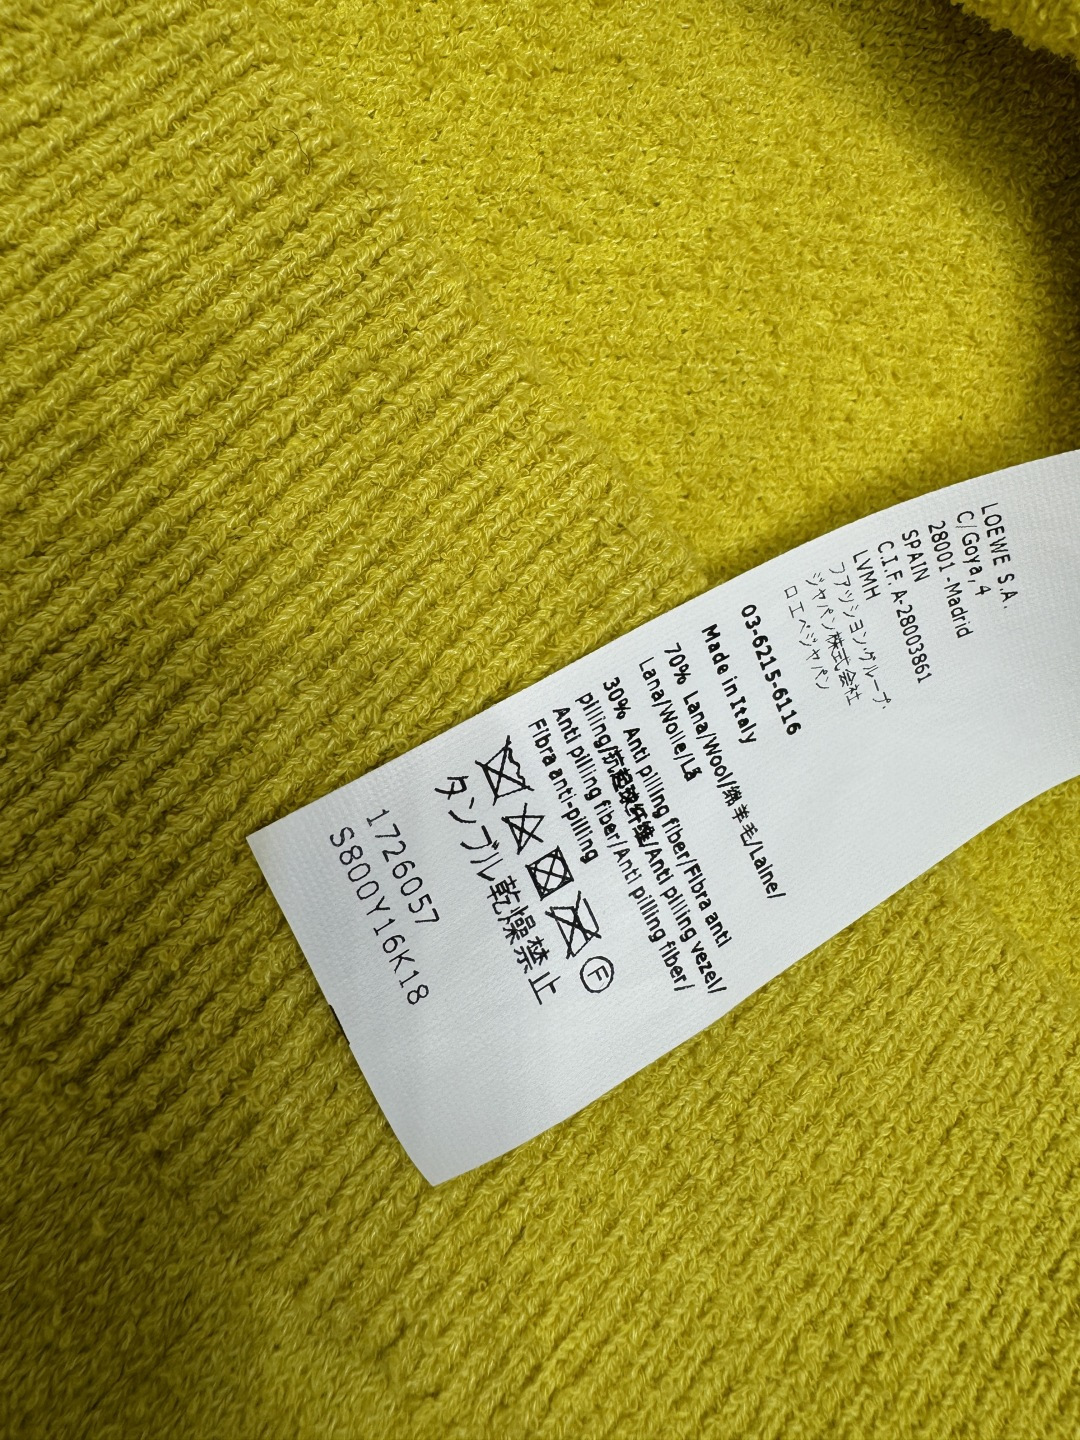 LOEWE S.A.
C/Goya, 4
28001 - Madrid
SPAIN
C.I.F. A-28003861
LVMH
ファッショングループ・
ジャパン株式会社
ロエベジャパン
03-6215-6116
Made in Italy
70% Lana/Wool/绵羊毛/Laine/
Lana/Wolle/Lã
30% Anti pilling fiber/Fibra anti
pilling/抗起球纤维/Anti pilling vezel/
Anti pilling fiber/Anti pilling fiber/
Fibra anti-pilling
F
タンブル乾燥禁止
1726057
S800Y16K18